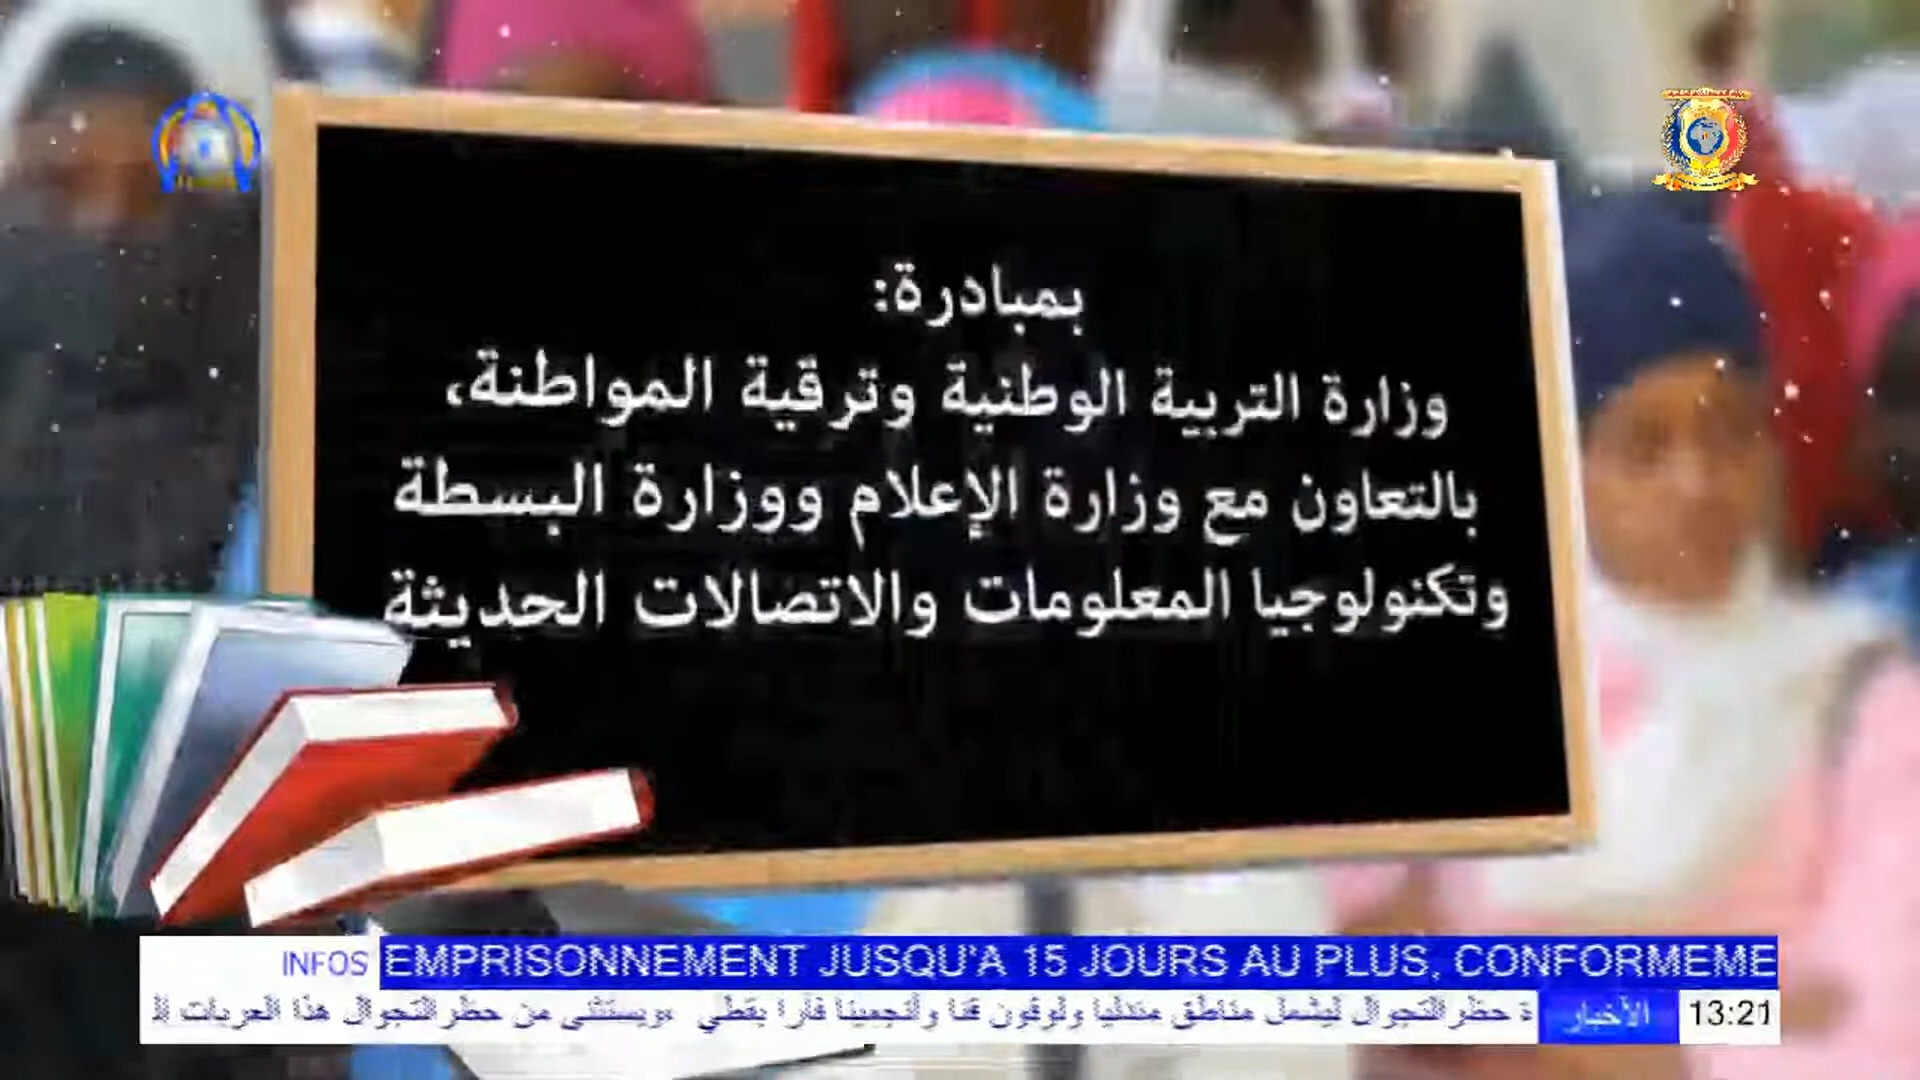 بمبادرة:
وزارة التربية الوطنية وترقية المواطنة،
بالتعاون مع وزارة الإعلام ووزارة البسطة
وتكنولوجيا المعلومات والاتصالات الحديثة
INFOS EMPRISONNEMENT JUSQU'A 15 JOURS AU PLUS, CONFORMEME
13:21 الأخبار ة حظر التجوال ليشمل مناطق مندليا ولوقون قنا وأنجمينا فارا بقطي ويستثنى من حظر التجوال هذا العربات